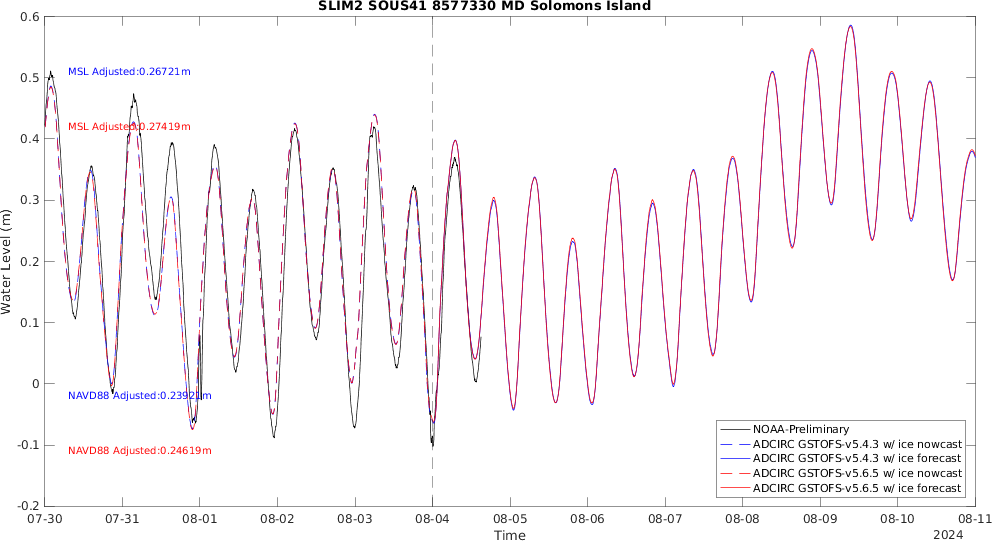 SLIM2 SOUS41 8577330 MD Solomons Island
0.6
0.5
0.4
0.3
0.2
0.1
0
-0.1
-0.2
Water Level (m)
MSL Adjusted:0.26721m
MSL Adjusted:0.27419m
NAVD88 Adjusted:0.23921m
NAVD88 Adjusted:0.24619m
NOAA-Preliminary
ADCIRC GSTOFS-v5.4.3 w/ ice nowcast
ADCIRC GSTOFS-v5.4.3 w/ ice forecast
ADCIRC GSTOFS-v5.6.5 w/ ice nowcast
ADCIRC GSTOFS-v5.6.5 w/ ice forecast
07-30 07-31 08-01 08-02 08-03 08-04 08-05 08-06 08-07 08-08 08-09 08-10 08-11
Time
2024